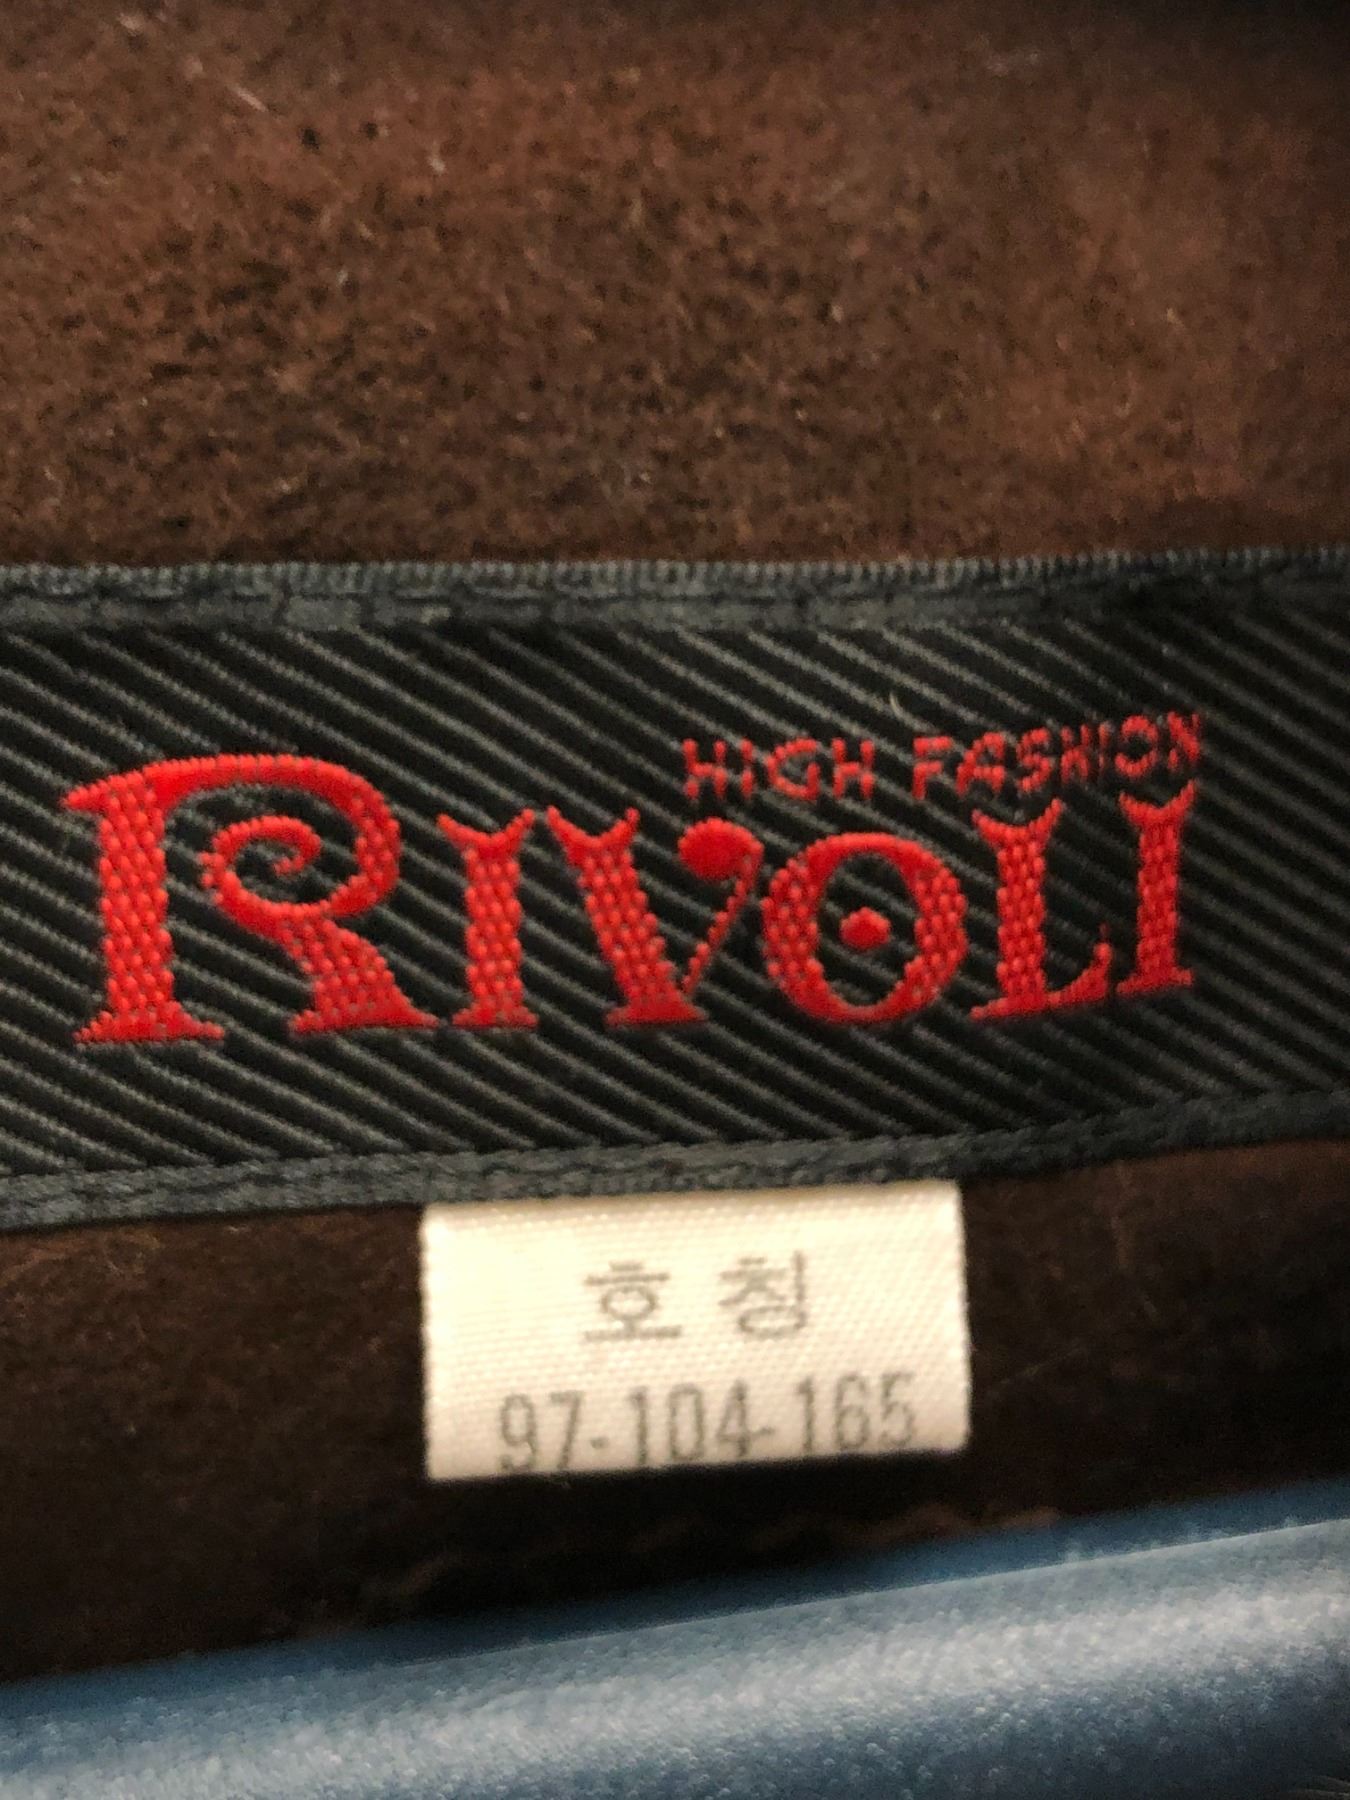 HIGH FASHION
RIVOLI
호칭
97-104-165